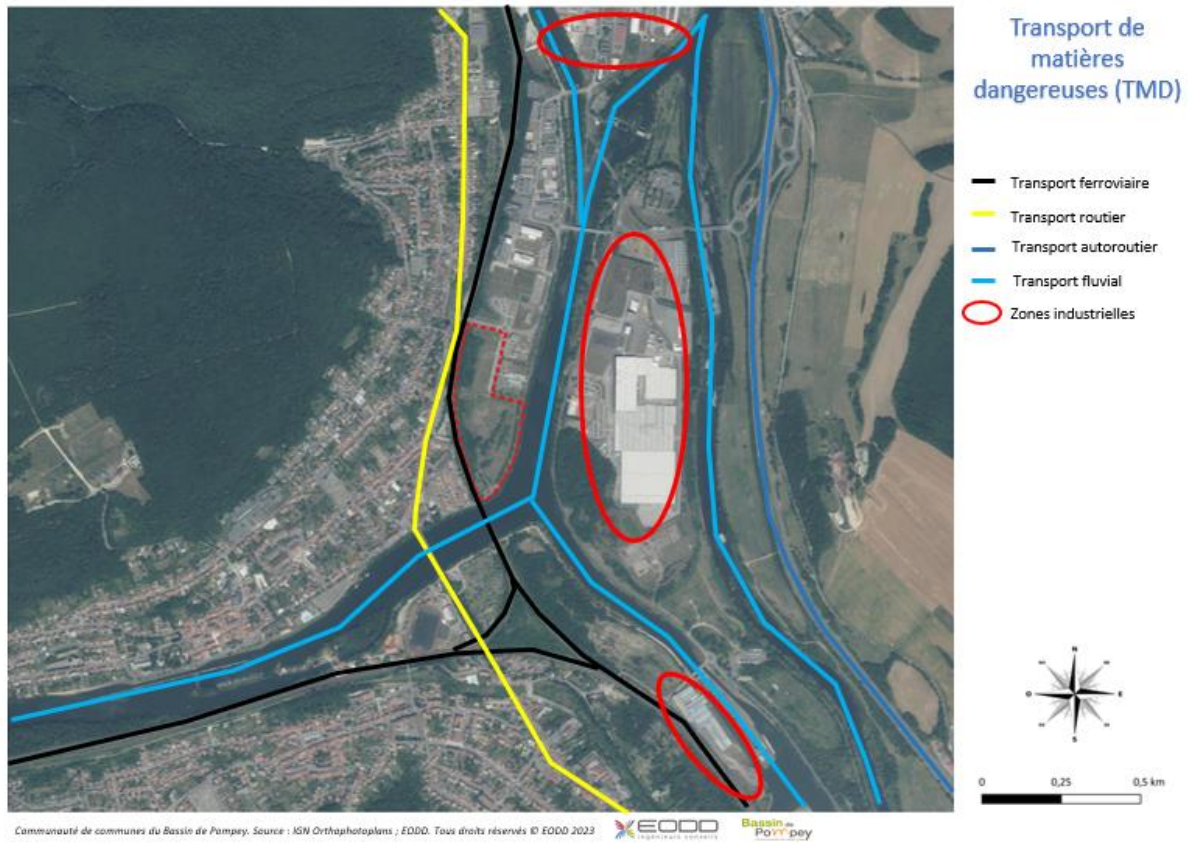 Transport de
matières
dangereuses (TMD)
Transport ferroviaire
Transport routier
Transport autoroutier
Transport fluvial
Zones industrielles
N
O
E
S
0
0,25
0,5 km
Communauté de communes du Bassin de Pompey. Source : IGN Orthophotoplans ; EODD. Tous droits réservés © EODD 2023
EODD
ingénieurs conseils
Bassin de
Pompey